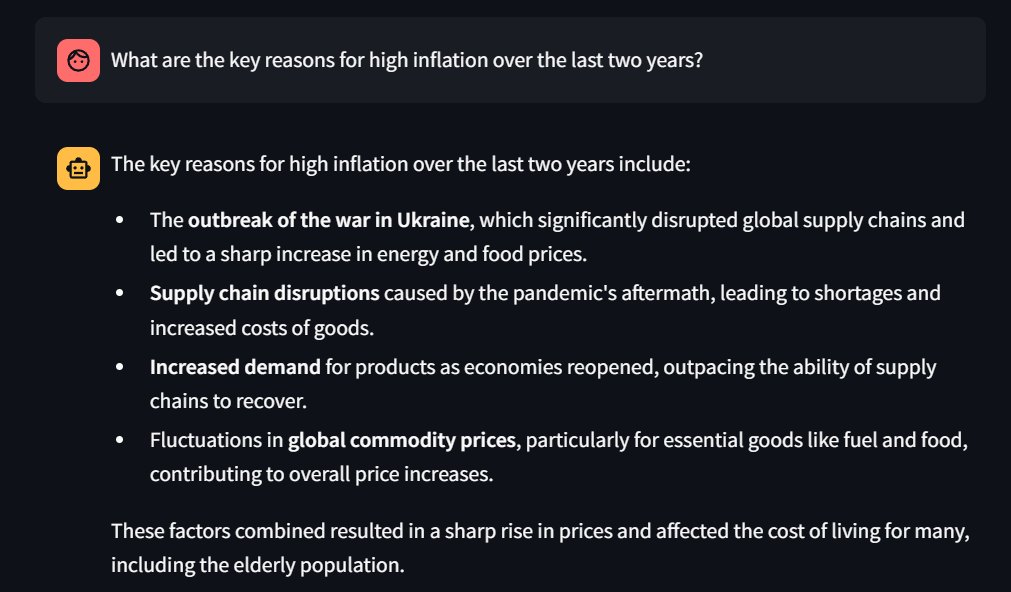 What are the key reasons for high inflation over the last two years?
The key reasons for high inflation over the last two years include:
• The outbreak of the war in Ukraine, which significantly disrupted global supply chains and
led to a sharp increase in energy and food prices.
• Supply chain disruptions caused by the pandemic's aftermath, leading to shortages and
increased costs of goods.
• Increased demand for products as economies reopened, outpacing the ability of supply
chains to recover.
• Fluctuations in global commodity prices, particularly for essential goods like fuel and food,
contributing to overall price increases.
These factors combined resulted in a sharp rise in prices and affected the cost of living for many,
including the elderly population.